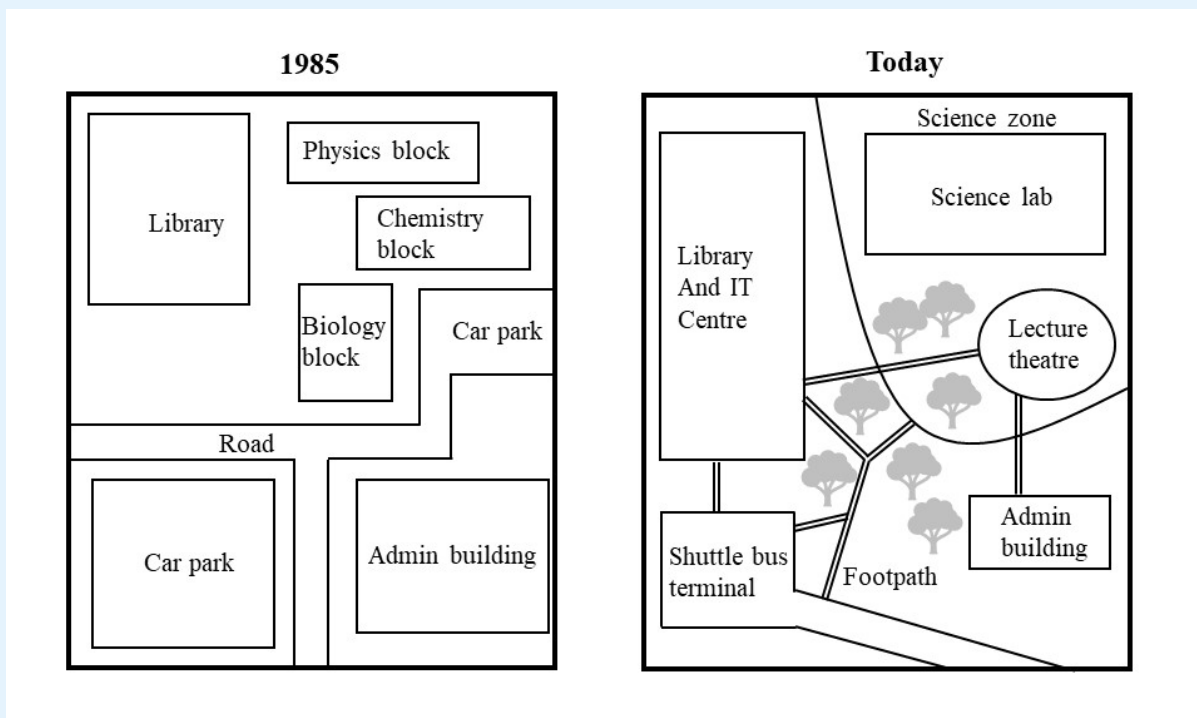 1985
Physics block
Library
Chemistry
block
Biology
block
Car park
Road
Car park
Admin building
Today
Science zone
Science lab
Library
And IT
Centre
Lecture
theatre
Admin
building
Shuttle bus
terminal
Footpath